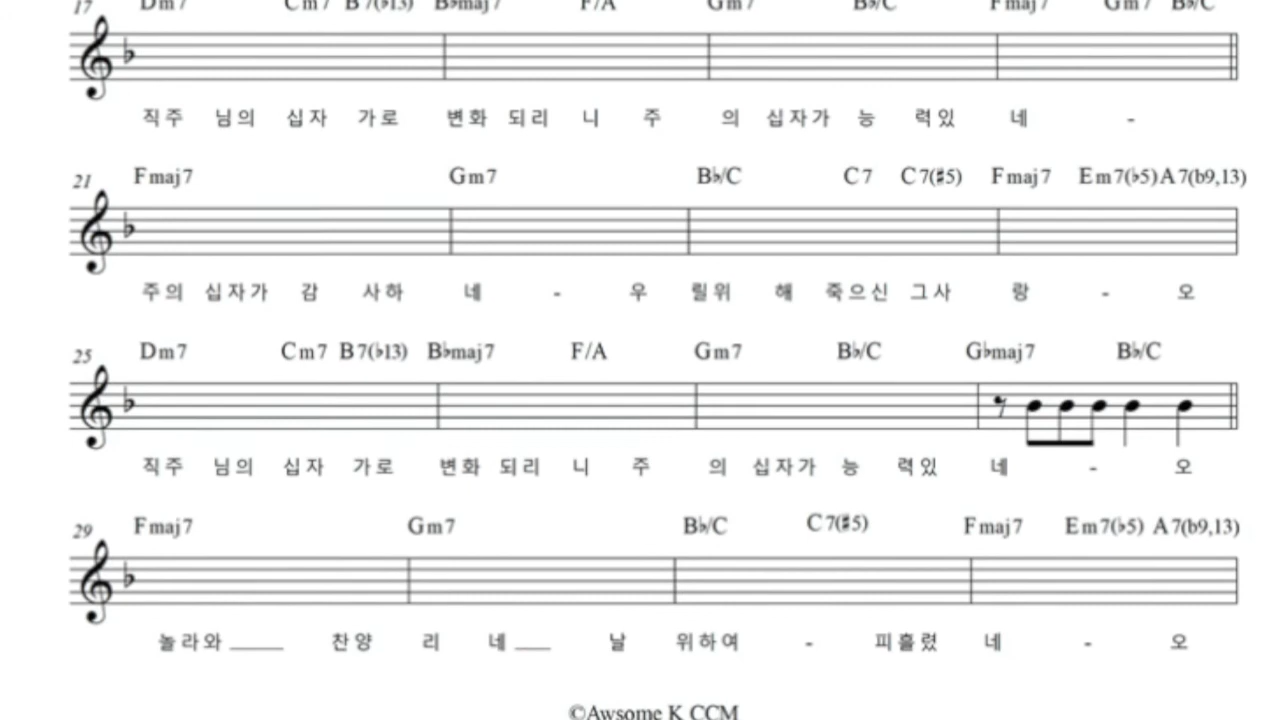 17 Dm7 Cm7 B7(♭13) B♭maj7 F/A Gm7 B♭/C Fmaj7 Gm7 B♭/C
직주 님의 십자 가로 변화 되리 니 주 의 십자가 능 력있 네 -
21 Fmaj7 Gm7 B♭/C C7 C7(♯5) Fmaj7 Em7(♭5) A7(b9,13)
주의 십자가 감 사하 네 - 우 릴위 해 죽으신 그사 랑 - 오
25 Dm7 Cm7 B7(♭13) B♭maj7 F/A Gm7 B♭/C G♭maj7 B♭/C
직주 님의 십자 가로 변화 되리 니 주 의 십자가 능 력있 네 - 오
29 Fmaj7 Gm7 B♭/C C7(♯5) Fmaj7 Em7(♭5) A7(b9,13)
놀라와 ____ 찬양 리 네 ___ 날 위하여 - 피흘렸 네 - 오
©Awsome K CCM